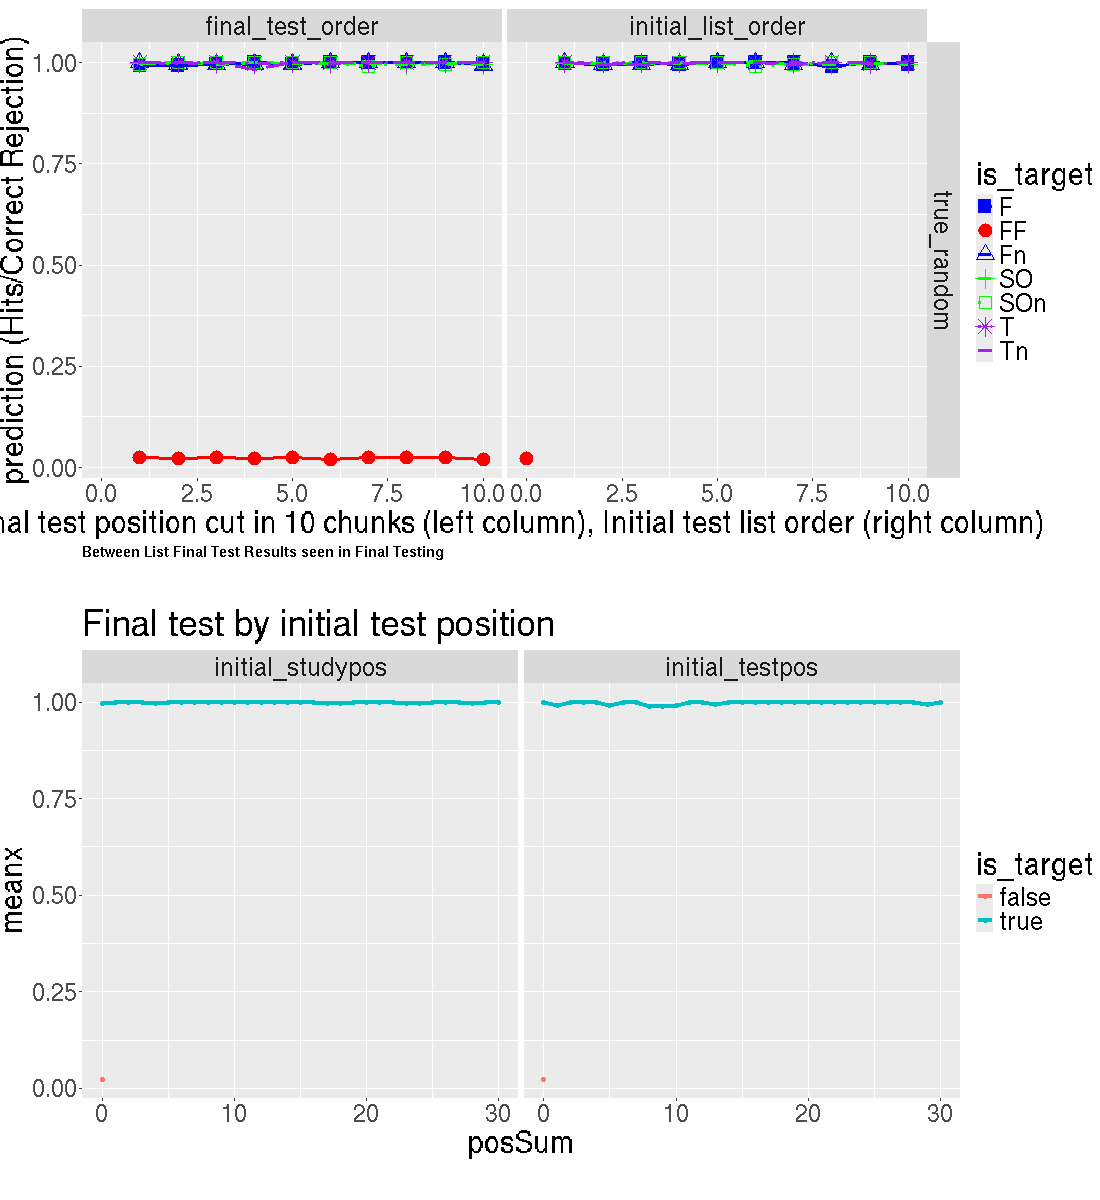 final_test_order initial_list_order
prediction (Hits/Correct Rejection)
1.00
0.75
0.50
0.25
0.00
0.0 2.5 5.0 7.5 10.0 0.0 2.5 5.0 7.5 10.0
true_random
is_target
F
FF
Fn
SO
SOn
T
Tn
nal test position cut in 10 chunks (left column), Initial test list order (right column)
Between List Final Test Results seen in Final Testing
Final test by initial test position
initial_studypos initial_testpos
meanx
1.00
0.75
0.50
0.25
0.00
0 10 20 30 0 10 20 30
posSum
is_target
false
true